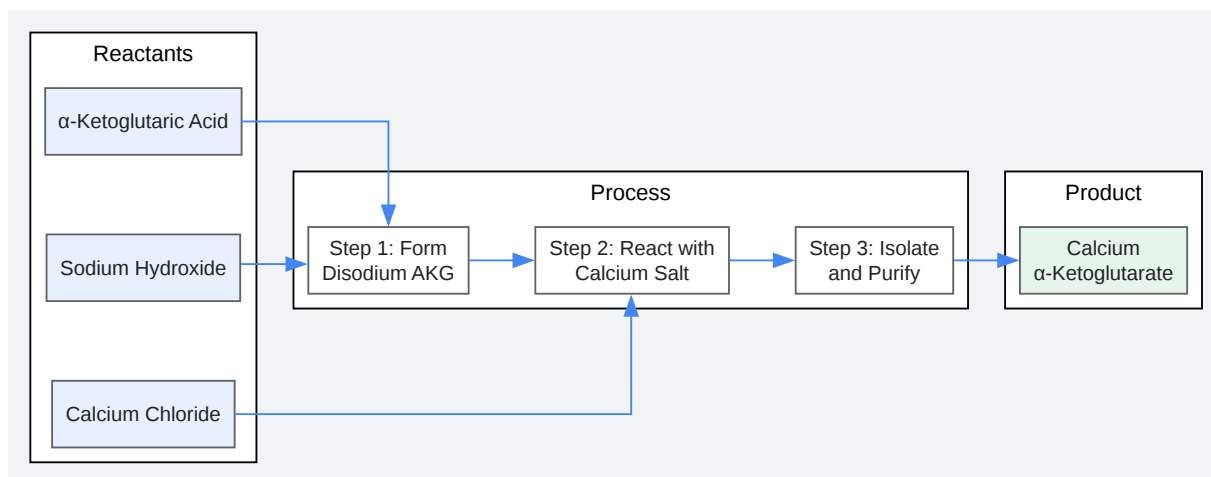 Reactants
α-Ketoglutaric Acid
Sodium Hydroxide
Calcium Chloride
Process
Step 1: Form
Disodium AKG
Step 2: React with
Calcium Salt
Step 3: Isolate
and Purify
Product
Calcium
α-Ketoglutarate